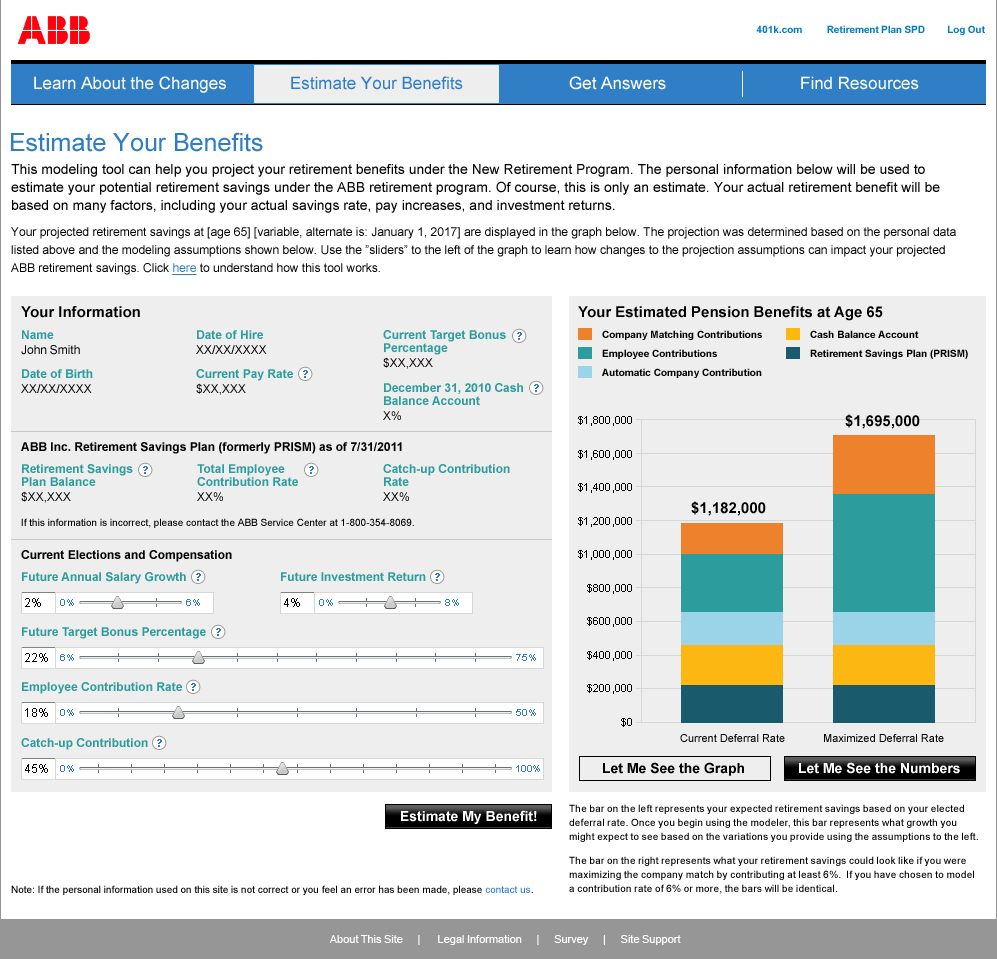 ABB
401k.com Retirement Plan SPD Log Out
Learn About the Changes Estimate Your Benefits Get Answers Find Resources
Estimate Your Benefits
This modeling tool can help you project your retirement benefits under the New Retirement Program. The personal information below will be used to
estimate your potential retirement savings under the ABB retirement program. Of course, this is only an estimate. Your actual retirement benefit will be
based on many factors, including your actual savings rate, pay increases, and investment returns.
Your projected retirement savings at [age 65] [variable, alternate is: January 1, 2017] are displayed in the graph below. The projection was determined based on the personal data
listed above and the modeling assumptions shown below. Use the "sliders" to the left of the graph to learn how changes to the projection assumptions can impact your projected
ABB retirement savings. Click here to understand how this tool works.
Your Information
Name
John Smith
Date of Birth
XX/XX/XXXX
Date of Hire
XX/XX/XXXX
Current Pay Rate ?
$XX,XXX
Current Target Bonus ?
Percentage
$XX,XXX
December 31, 2010 Cash ?
Balance Account
X%
ABB Inc. Retirement Savings Plan (formerly PRISM) as of 7/31/2011
Retirement Savings ?
Plan Balance
$XX,XXX
Total Employee ?
Contribution Rate
XX%
Catch-up Contribution
Rate
XX%
If this information is incorrect, please contact the ABB Service Center at 1-800-354-8069.
Current Elections and Compensation
Future Annual Salary Growth ?
2% 0% 6%
Future Investment Return ?
4% 0% 8%
Future Target Bonus Percentage ?
22% 6% 75%
Employee Contribution Rate ?
18% 0% 50%
Catch-up Contribution ?
45% 0% 100%
Estimate My Benefit!
Note: If the personal information used on this site is not correct or you feel an error has been made, please contact us.
Your Estimated Pension Benefits at Age 65
Company Matching Contributions
Employee Contributions
Automatic Company Contribution
Cash Balance Account
Retirement Savings Plan (PRISM)
$1,800,000
$1,600,000
$1,400,000
$1,200,000
$1,000,000
$800,000
$600,000
$400,000
$200,000
$0
$1,182,000
$1,695,000
Current Deferral Rate Maximized Deferral Rate
Let Me See the Graph Let Me See the Numbers
The bar on the left represents your expected retirement savings based on your elected
deferral rate. Once you begin using the modeler, this bar represents what growth you
might expect to see based on the variations you provide using the assumptions to the left.
The bar on the right represents what your retirement savings could look like if you were
maximizing the company match by contributing at least 6%. If you have chosen to model
a contribution rate of 6% or more, the bars will be identical.
About This Site | Legal Information | Survey | Site Support